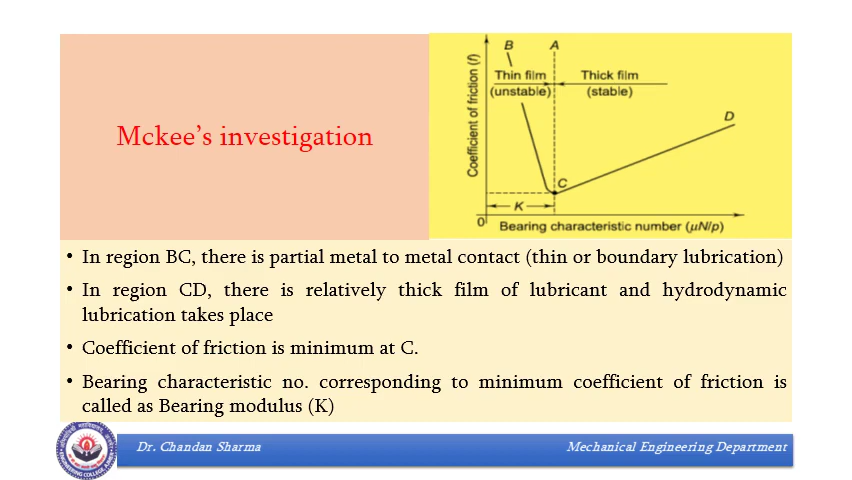 Mckee's investigation
B
A
Thin film
(unstable)
Thick film
(stable)
D
C
K
0
Coefficient of friction (f)
Bearing characteristic number (μN/p)
• In region BC, there is partial metal to metal contact (thin or boundary lubrication)
• In region CD, there is relatively thick film of lubricant and hydrodynamic
lubrication takes place
• Coefficient of friction is minimum at C.
• Bearing characteristic no. corresponding to minimum coefficient of friction is
called as Bearing modulus (K)
Dr. Chandan Sharma
Mechanical Engineering Department